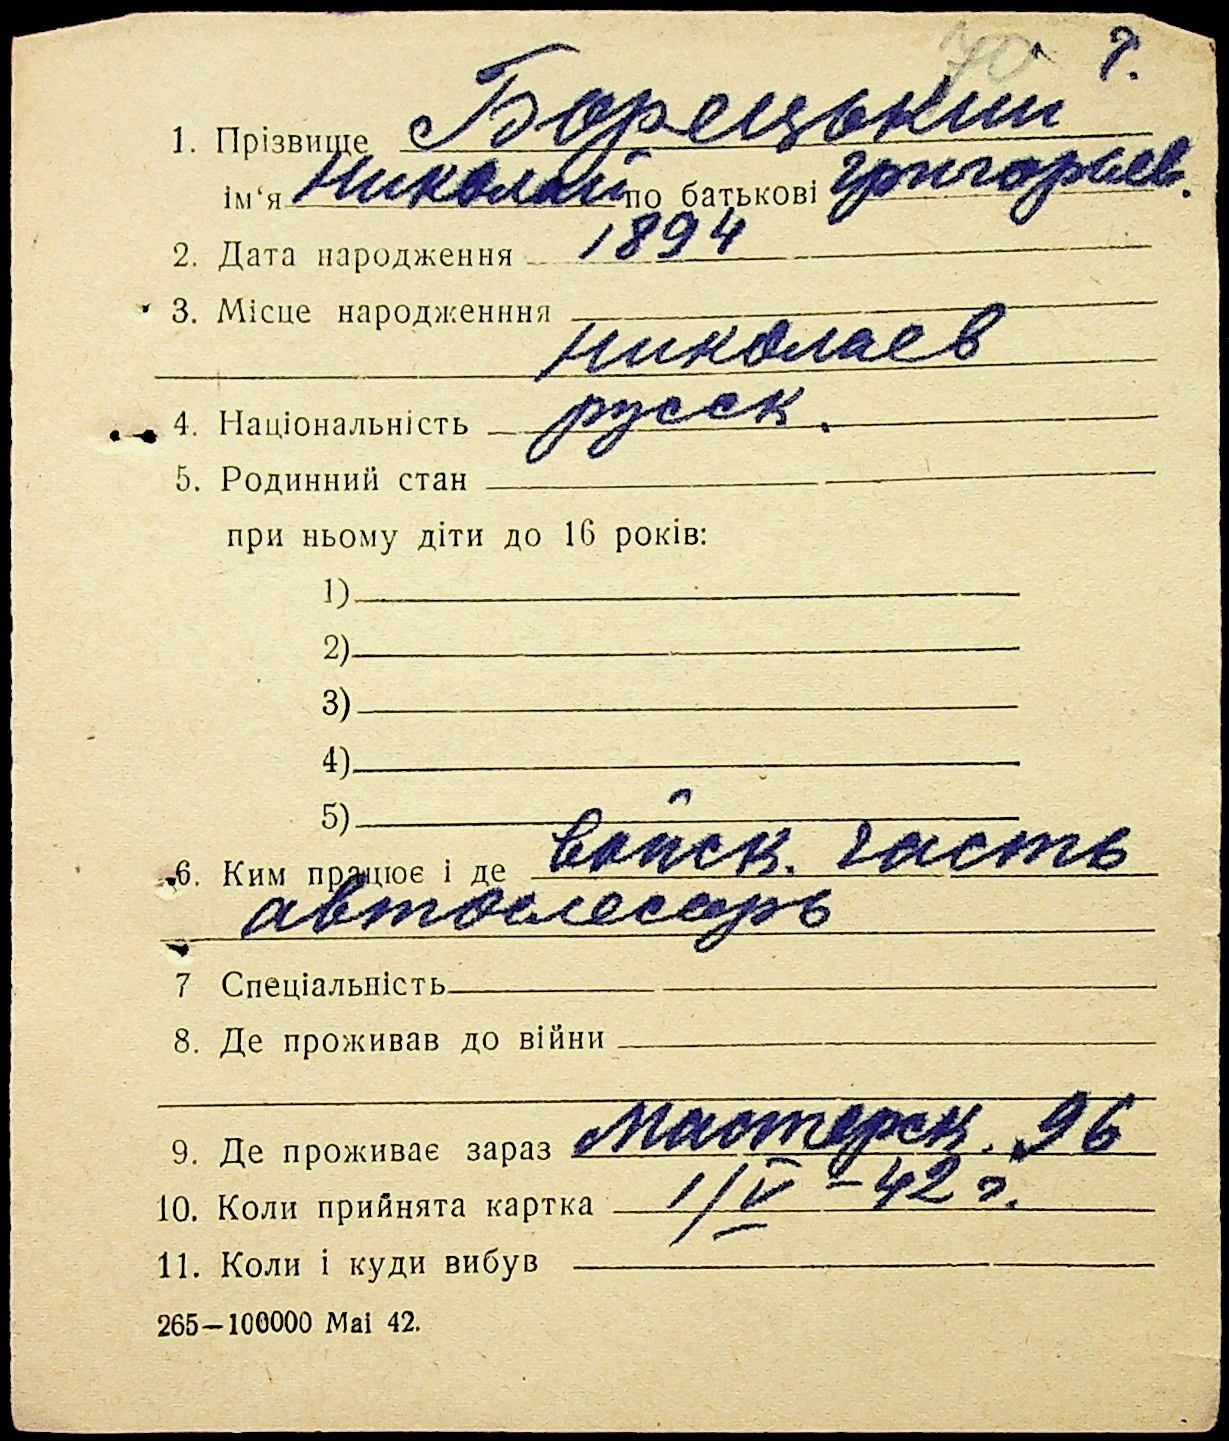 70 г.
1. Прізвище Борецький
ім‘я Николай по батькові Григорьев.
2. Дата народження 1894
3. Місце народженння
Николаев
4. Національність русск.
5. Родинний стан
при ньому діти до 16 років:
1)
2)
3)
4)
5)
6. Ким працює і де войск. часть
автослесарь
7 Спеціальність
8. Де проживав до війни
9. Де проживає зараз Мастерск. 96
10. Коли прийнята картка 1/V - 42 г.
11. Коли і куди вибув
265—100000 Mai 42.